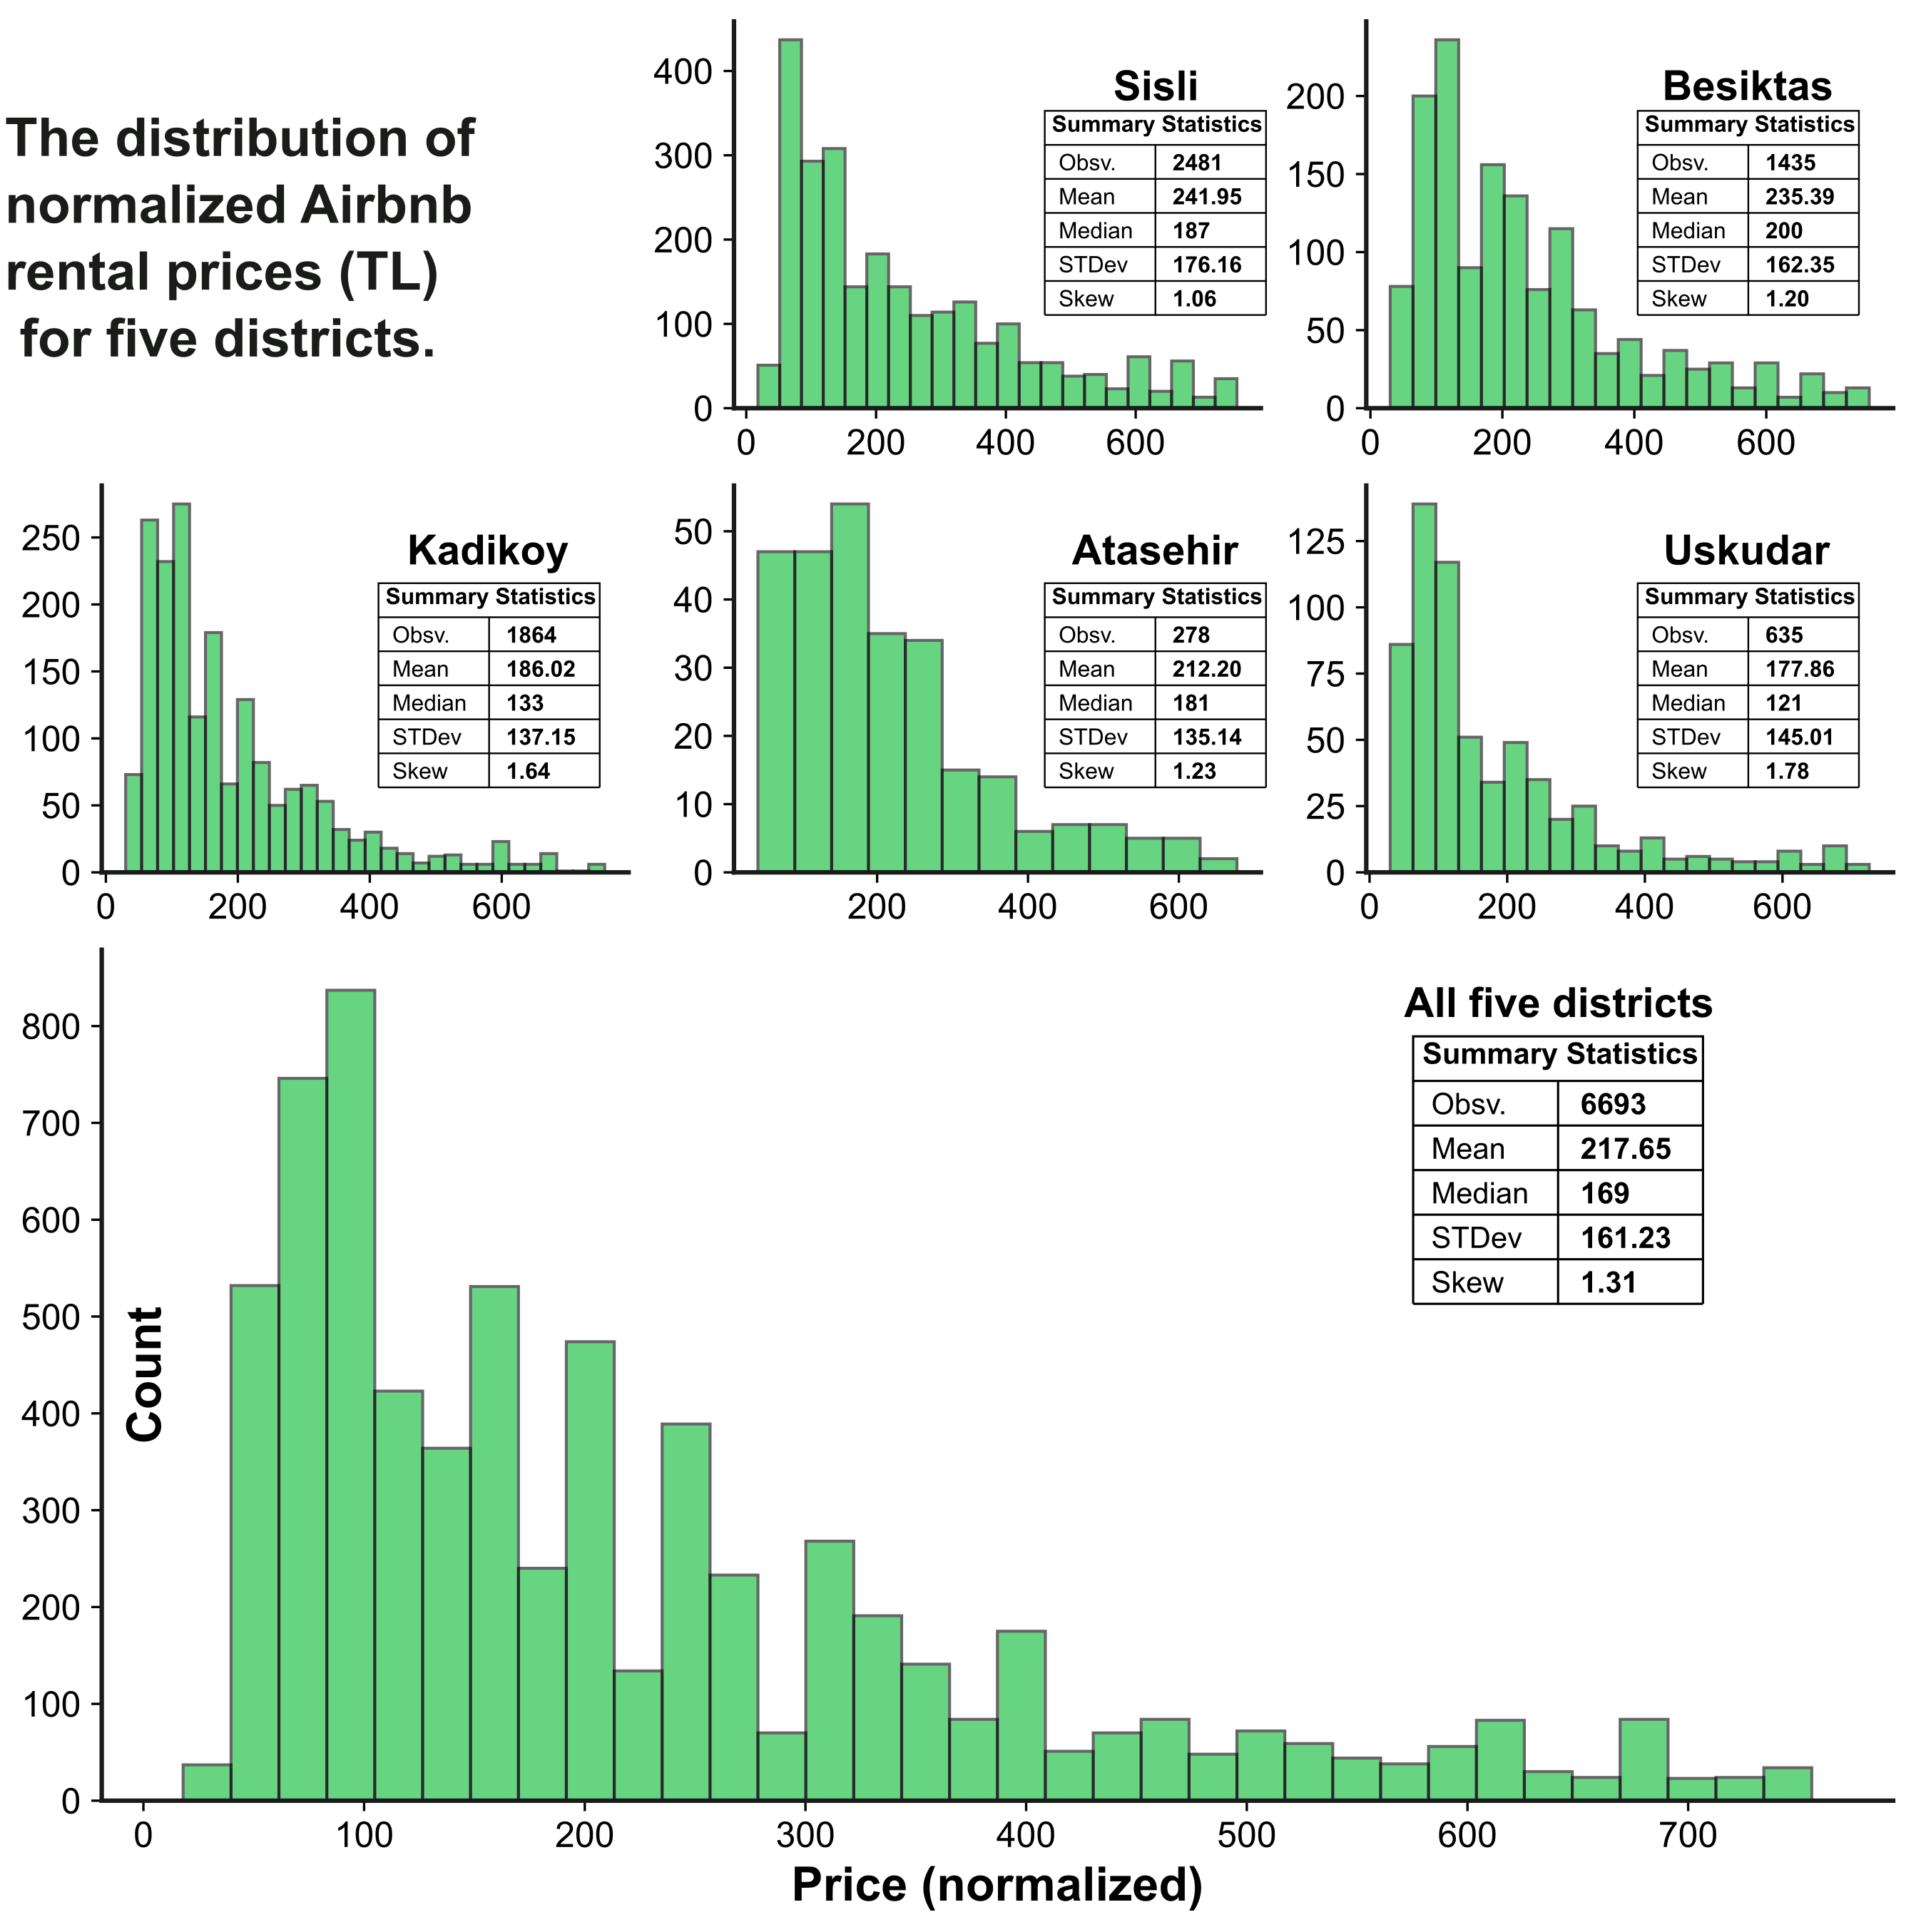 The distribution of
normalized Airbnb
rental prices (TL)
for five districts.
400
300
200
100
0
0 200 400 600
Sisli
Summary Statistics
Obsv. 2481
Mean 241.95
Median 187
STDev 176.16
Skew 1.06
200
150
100
50
0
0 200 400 600
Besiktas
Summary Statistics
Obsv. 1435
Mean 235.39
Median 200
STDev 162.35
Skew 1.20
250
200
150
100
50
0
0 200 400 600
Kadikoy
Summary Statistics
Obsv. 1864
Mean 186.02
Median 133
STDev 137.15
Skew 1.64
50
40
30
20
10
0
200 400 600
Atasehir
Summary Statistics
Obsv. 278
Mean 212.20
Median 181
STDev 135.14
Skew 1.23
125
100
75
50
25
0
0 200 400 600
Uskudar
Summary Statistics
Obsv. 635
Mean 177.86
Median 121
STDev 145.01
Skew 1.78
800
700
600
500
400
300
200
100
0
Count
0 100 200 300 400 500 600 700
Price (normalized)
All five districts
Summary Statistics
Obsv. 6693
Mean 217.65
Median 169
STDev 161.23
Skew 1.31